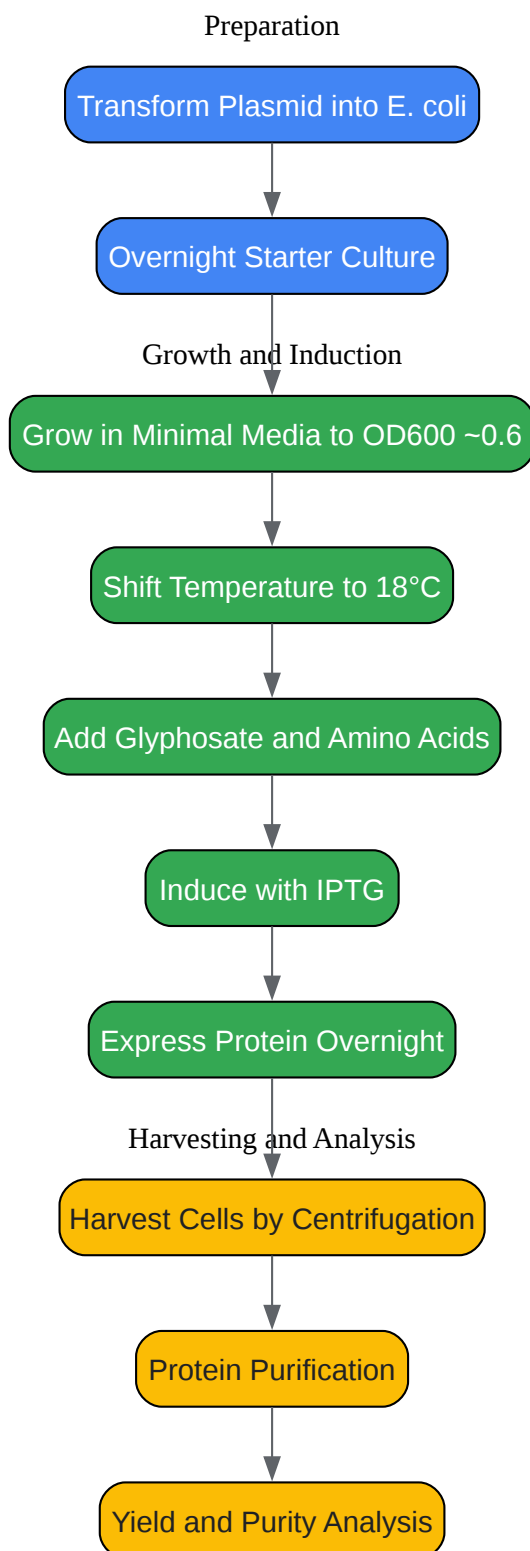 Preparation
Transform Plasmid into E. coli
Overnight Starter Culture
Growth and Induction
Grow in Minimal Media to OD600 ~0.6
Shift Temperature to 18°C
Add Glyphosate and Amino Acids
Induce with IPTG
Express Protein Overnight
Harvesting and Analysis
Harvest Cells by Centrifugation
Protein Purification
Yield and Purity Analysis